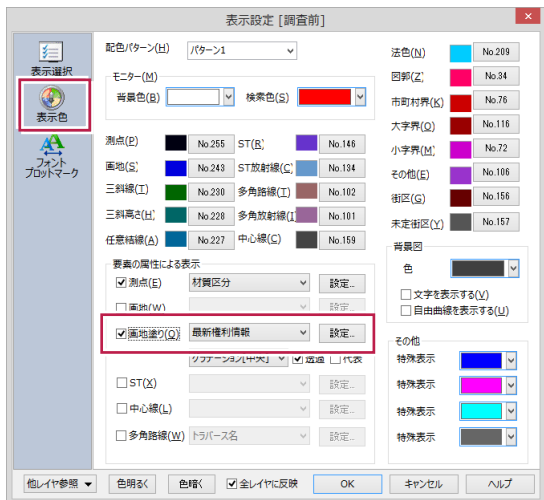 表示設定 [調査前]
表示選択
表示色
フォント
プロットマーク
配色パターン(H) パターン1
モニター(M)
背景色(B) 検索色(S)
測点(P) No.255 ST(R) No.146
画地(S) No.243 ST放射線(C) No.134
三斜線(T) No.230 多角路線(T) No.102
三斜高さ(H) No.228 多角放射線(I) No.101
任意結線(A) No.227 中心線(C) No.159
要素の属性による表示
測点(E) 材質区分 設定...
画地(W) 設定...
画地塗り(O) 最新権利情報 設定...
グラデーション[中央] 透過 代表
ST(X) 設定...
中心線(L) 設定...
多角路線(W) トラバース名 設定...
法色(N) No.209
図郭(Z) No.34
市町村界(K) No.76
大字界(O) No.116
小字界(M) No.72
その他(E) No.106
街区(G) No.156
未定街区(Y) No.157
背景図
色
文字を表示する(V)
自由曲線を表示する(U)
その他
特殊表示
特殊表示
特殊表示
特殊表示
他レイヤ参照 色明るく 色暗く 全レイヤに反映 OK キャンセル ヘルプ